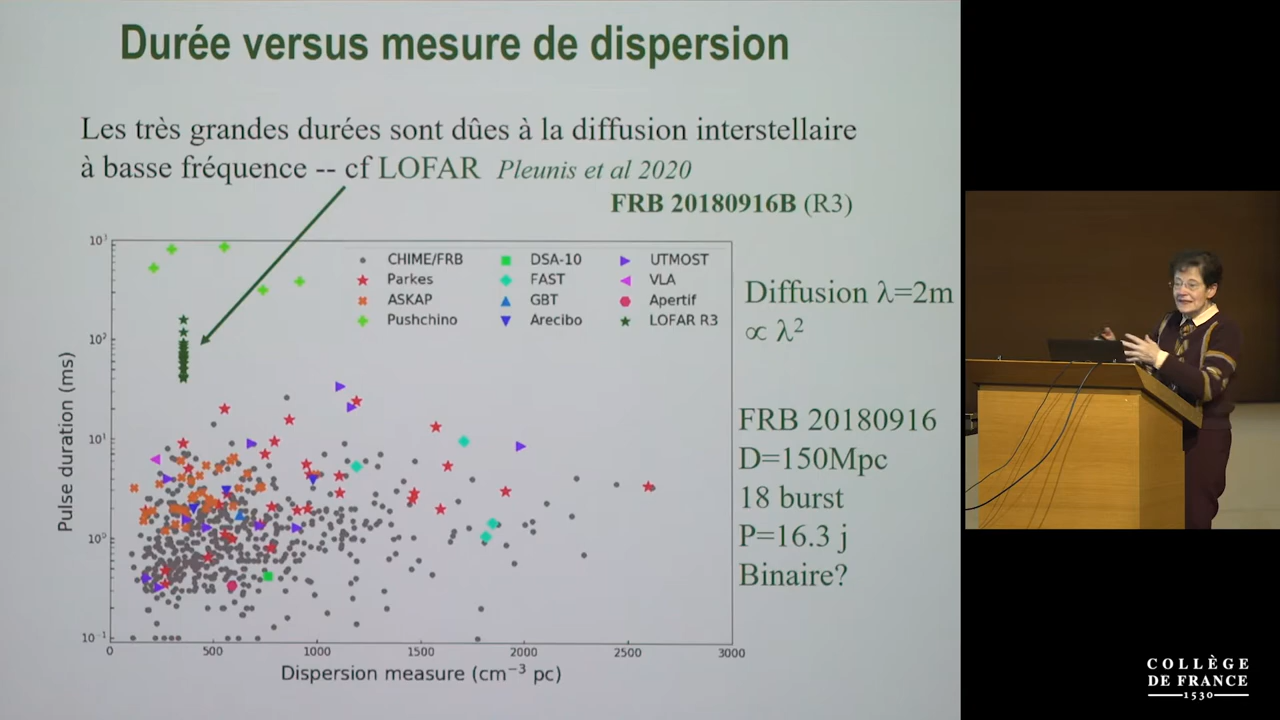 Durée versus mesure de dispersion
Les très grandes durées sont dûes à la diffusion interstellaire
à basse fréquence -- cf LOFAR Pleunis et al 2020
FRB 20180916B (R3)
10³
10²
10¹
10⁰
10⁻¹
Pulse duration (ms)
CHIME/FRB
Parkes
ASKAP
Pushchino
DSA-10
FAST
GBT
Arecibo
UTMOST
VLA
Apertif
LOFAR R3
0 500 1000 1500 2000 2500 3000
Dispersion measure (cm⁻³ pc)
Diffusion λ=2m
∝ λ²
FRB 20180916
D=150Mpc
18 burst
P=16.3 j
Binaire?
COLLÈGE
DE FRANCE
1530